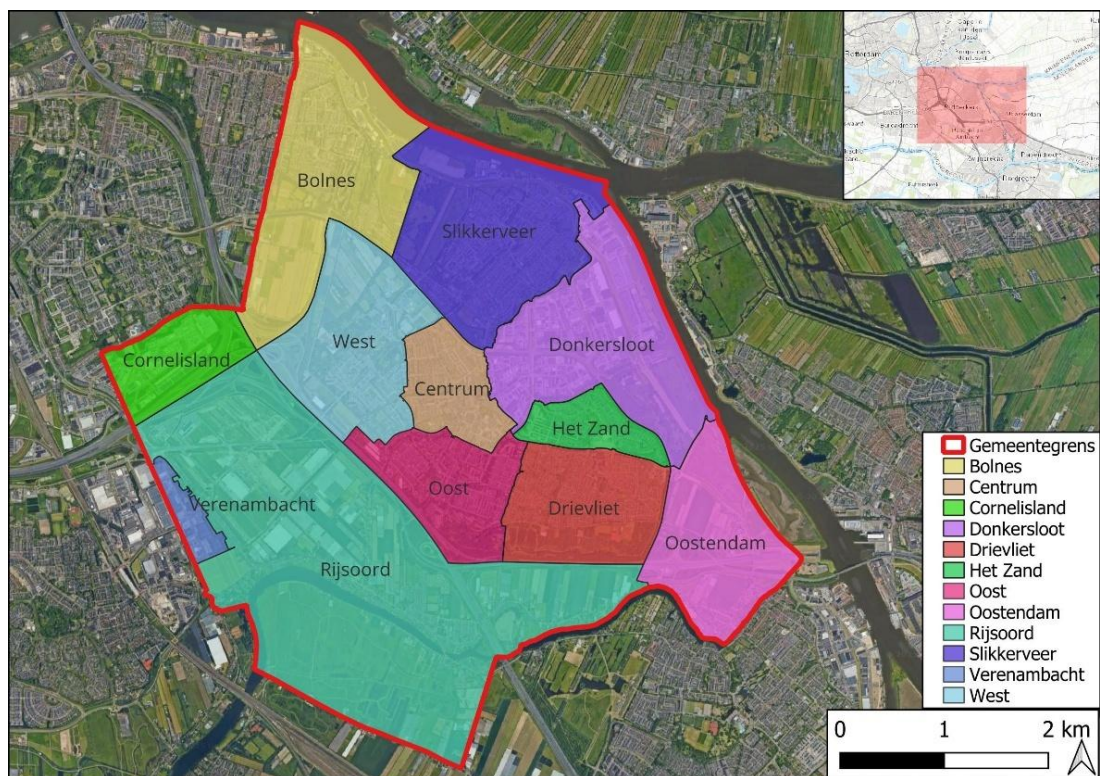 Bolnes
Slikkerveer
West
Donkersloot
Cornelisland
Centrum
Het Zand
Verenambacht
Oost
Drievliet
Oostendam
Rijsoord
Rotterdam
Gemeentegrens
Bolnes
Centrum
Cornelisland
Donkersloot
Drievliet
Het Zand
Oost
Oostendam
Rijsoord
Slikkerveer
Verenambacht
West
0 1 2 km